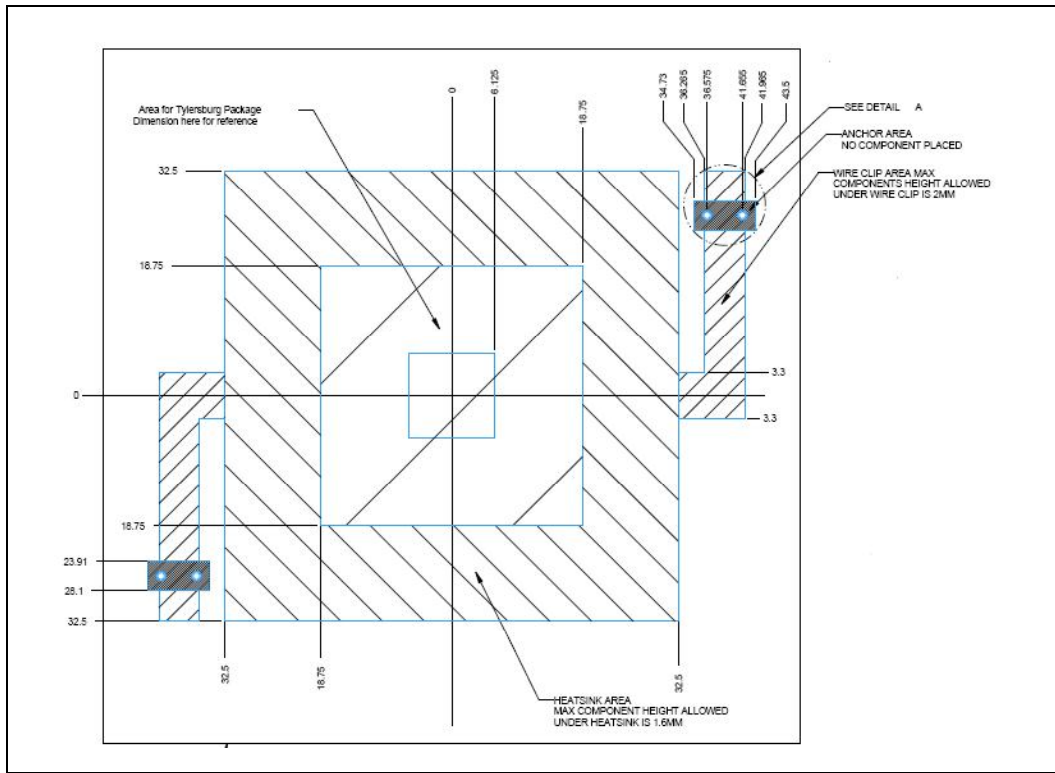 0
6.125
18.75
34.73
36.265
36.575
41.655
41.965
43.5
Area for Tylersburg Package
Dimension here for reference
SEE DETAIL A
ANCHOR AREA
NO COMPONENT PLACED
WIRE CLIP AREA MAX
COMPONENTS HEIGHT ALLOWED
UNDER WIRE CLIP IS 2MM
32.5
18.75
3.3
0
3.3
18.75
23.91
28.1
32.5
32.5
18.75
32.5
HEATSINK AREA
MAX COMPONENT HEIGHT ALLOWED
UNDER HEATSINK IS 1.6MM